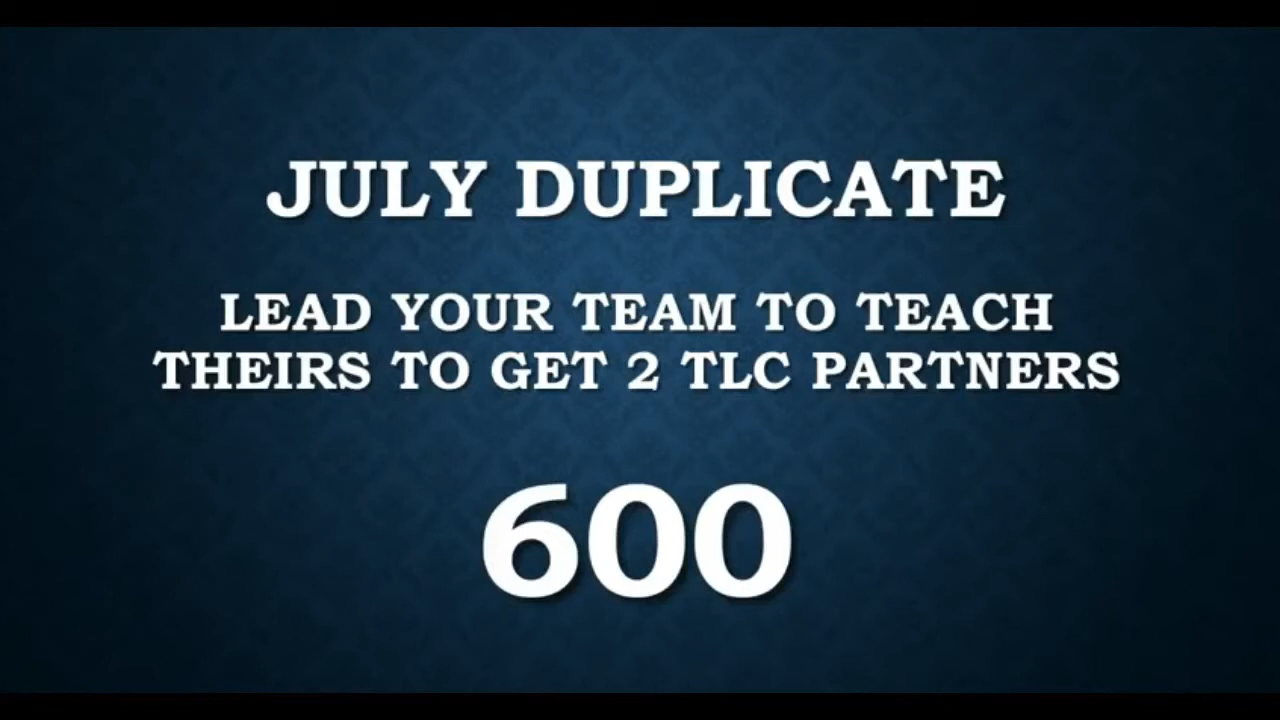 JULY DUPLICATE
LEAD YOUR TEAM TO TEACH
THEIRS TO GET 2 TLC PARTNERS
600